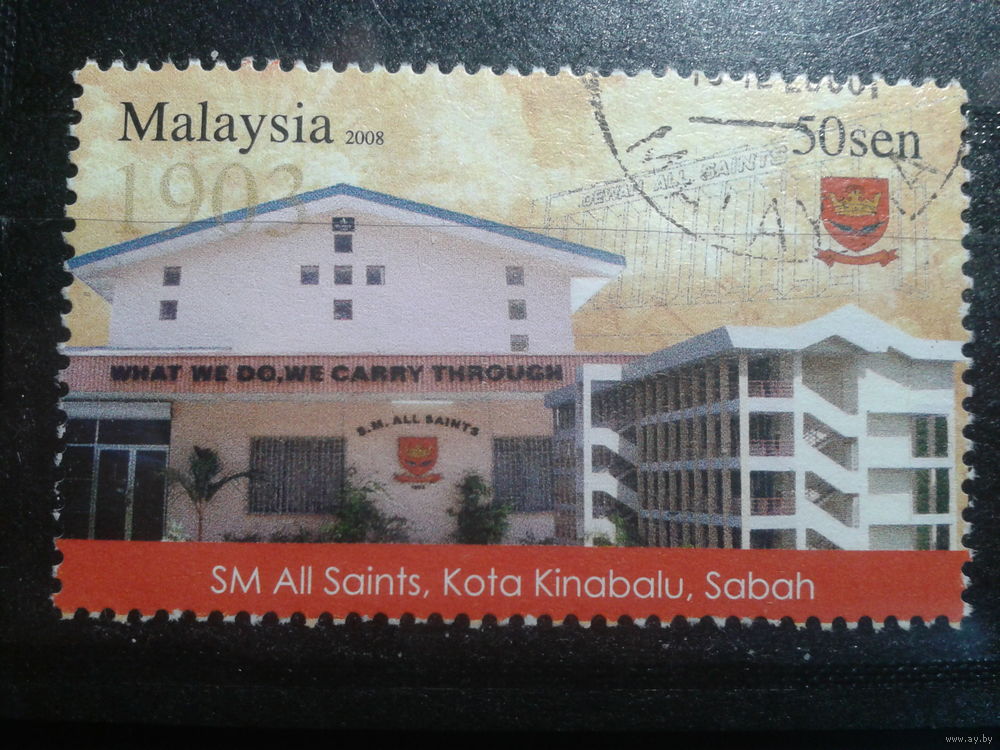 Malaysia 2008
50sen
1903
DEWAN ALL SAINTS
WHAT WE DO, WE CARRY THROUGH
S.M. ALL SAINTS
SM All Saints, Kota Kinabalu, Sabah
www.ay.by